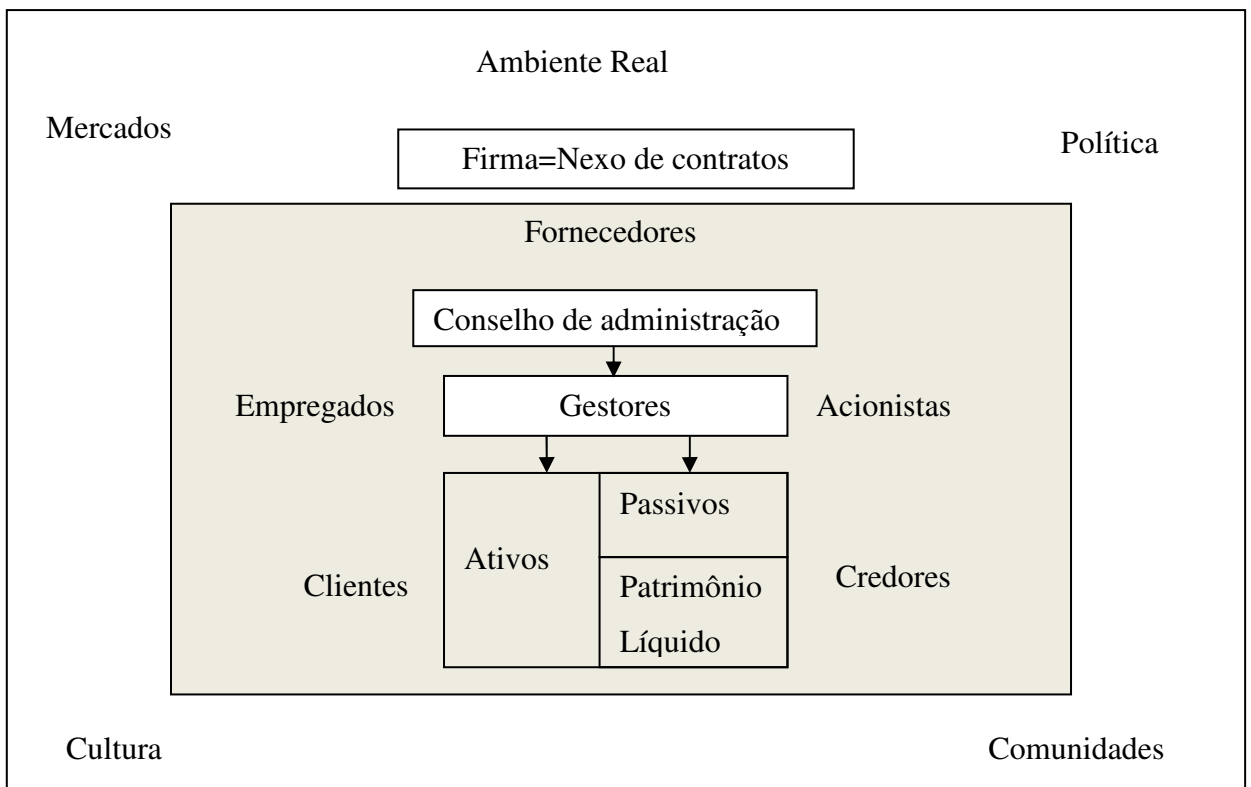 Ambiente Real
Mercados
Política
Firma=Nexo de contratos
Fornecedores
Conselho de administração
Empregados
Gestores
Acionistas
Passivos
Ativos
Clientes
Patrimônio
Líquido
Credores
Cultura
Comunidades